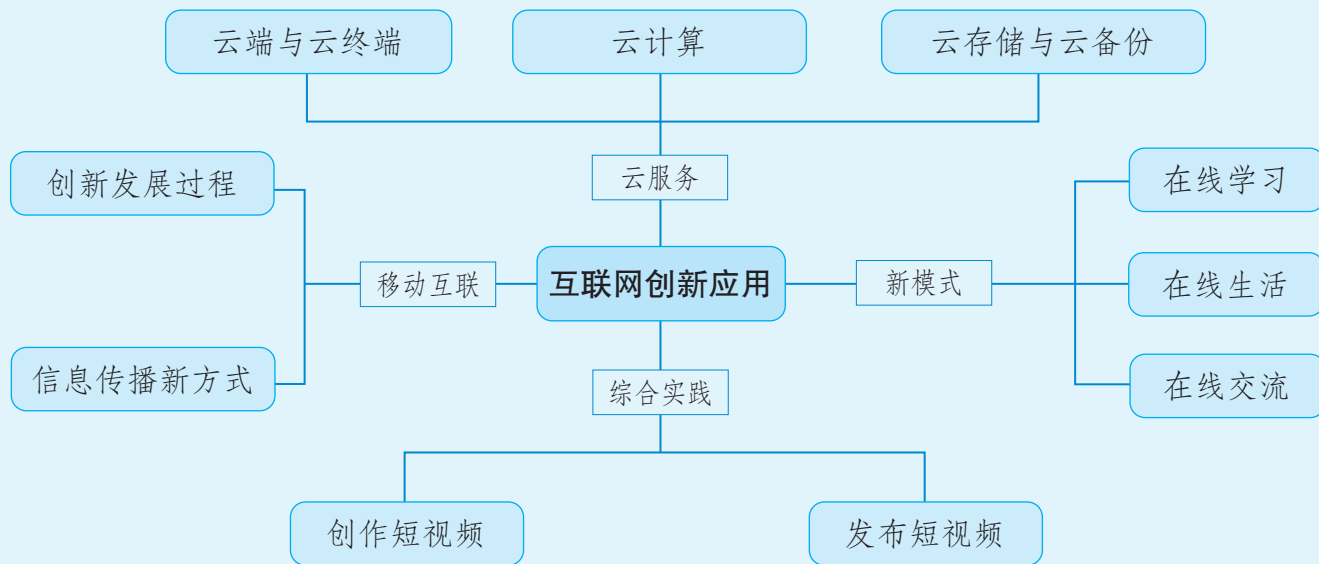 云端与云终端
云计算
云存储与云备份
云服务
创新发展过程
在线学习
移动互联
互联网创新应用
新模式
在线生活
信息传播新方式
综合实践
在线交流
创作短视频
发布短视频